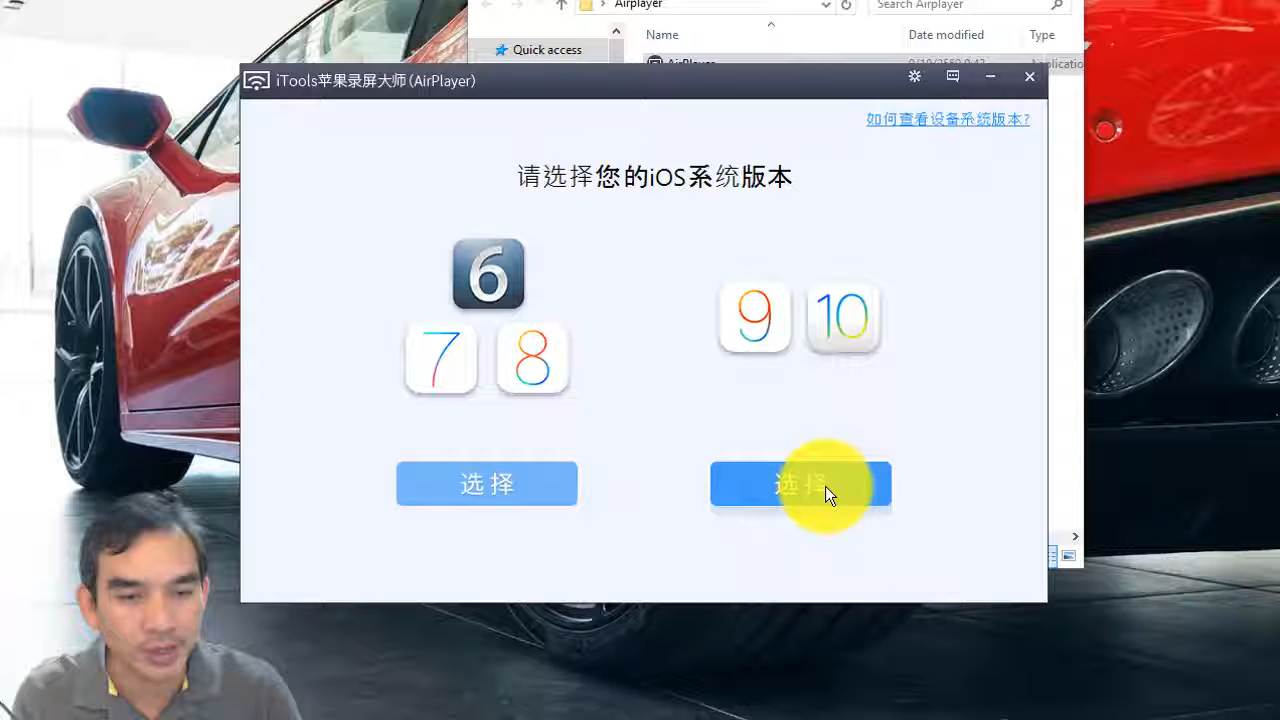 Airplayer
Search Airplayer
Name
Date modified
Type
Quick access
iTools苹果录屏大师(AirPlayer)
如何查看设备系统版本?
请选择您的iOS系统版本
6
7
8
9
10
选择
选择